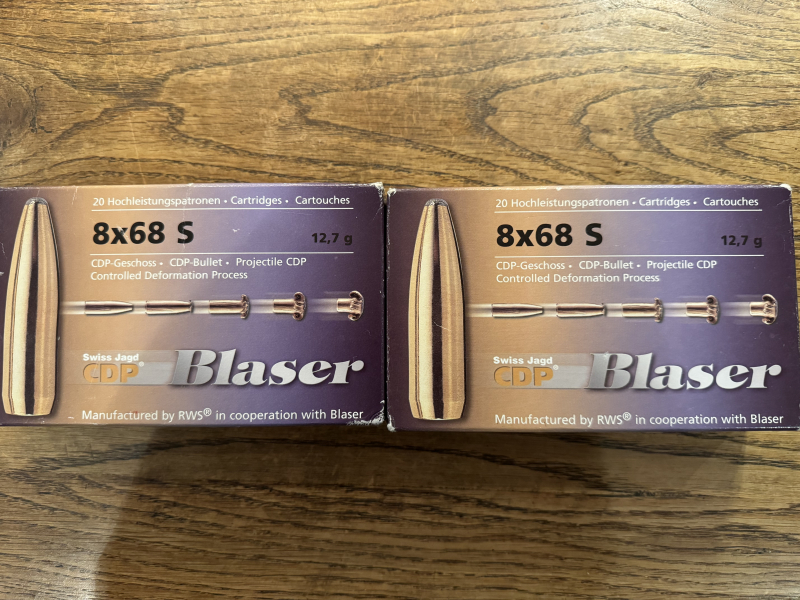 20 Hochleistungspatronen • Cartridges • Cartouches
8x68 S
12,7 g
CDP-Geschoss • CDP-Bullet • Projectile CDP
Controlled Deformation Process
Swiss Jagd
CDP®
Blaser
Manufactured by RWS® in cooperation with Blaser
20 Hochleistungspatronen • Cartridges • Cartouches
8x68 S
12,7 g
CDP-Geschoss • CDP-Bullet • Projectile CDP
Controlled Deformation Process
Swiss Jagd
CDP®
Blaser
Manufactured by RWS® in cooperation with Blaser